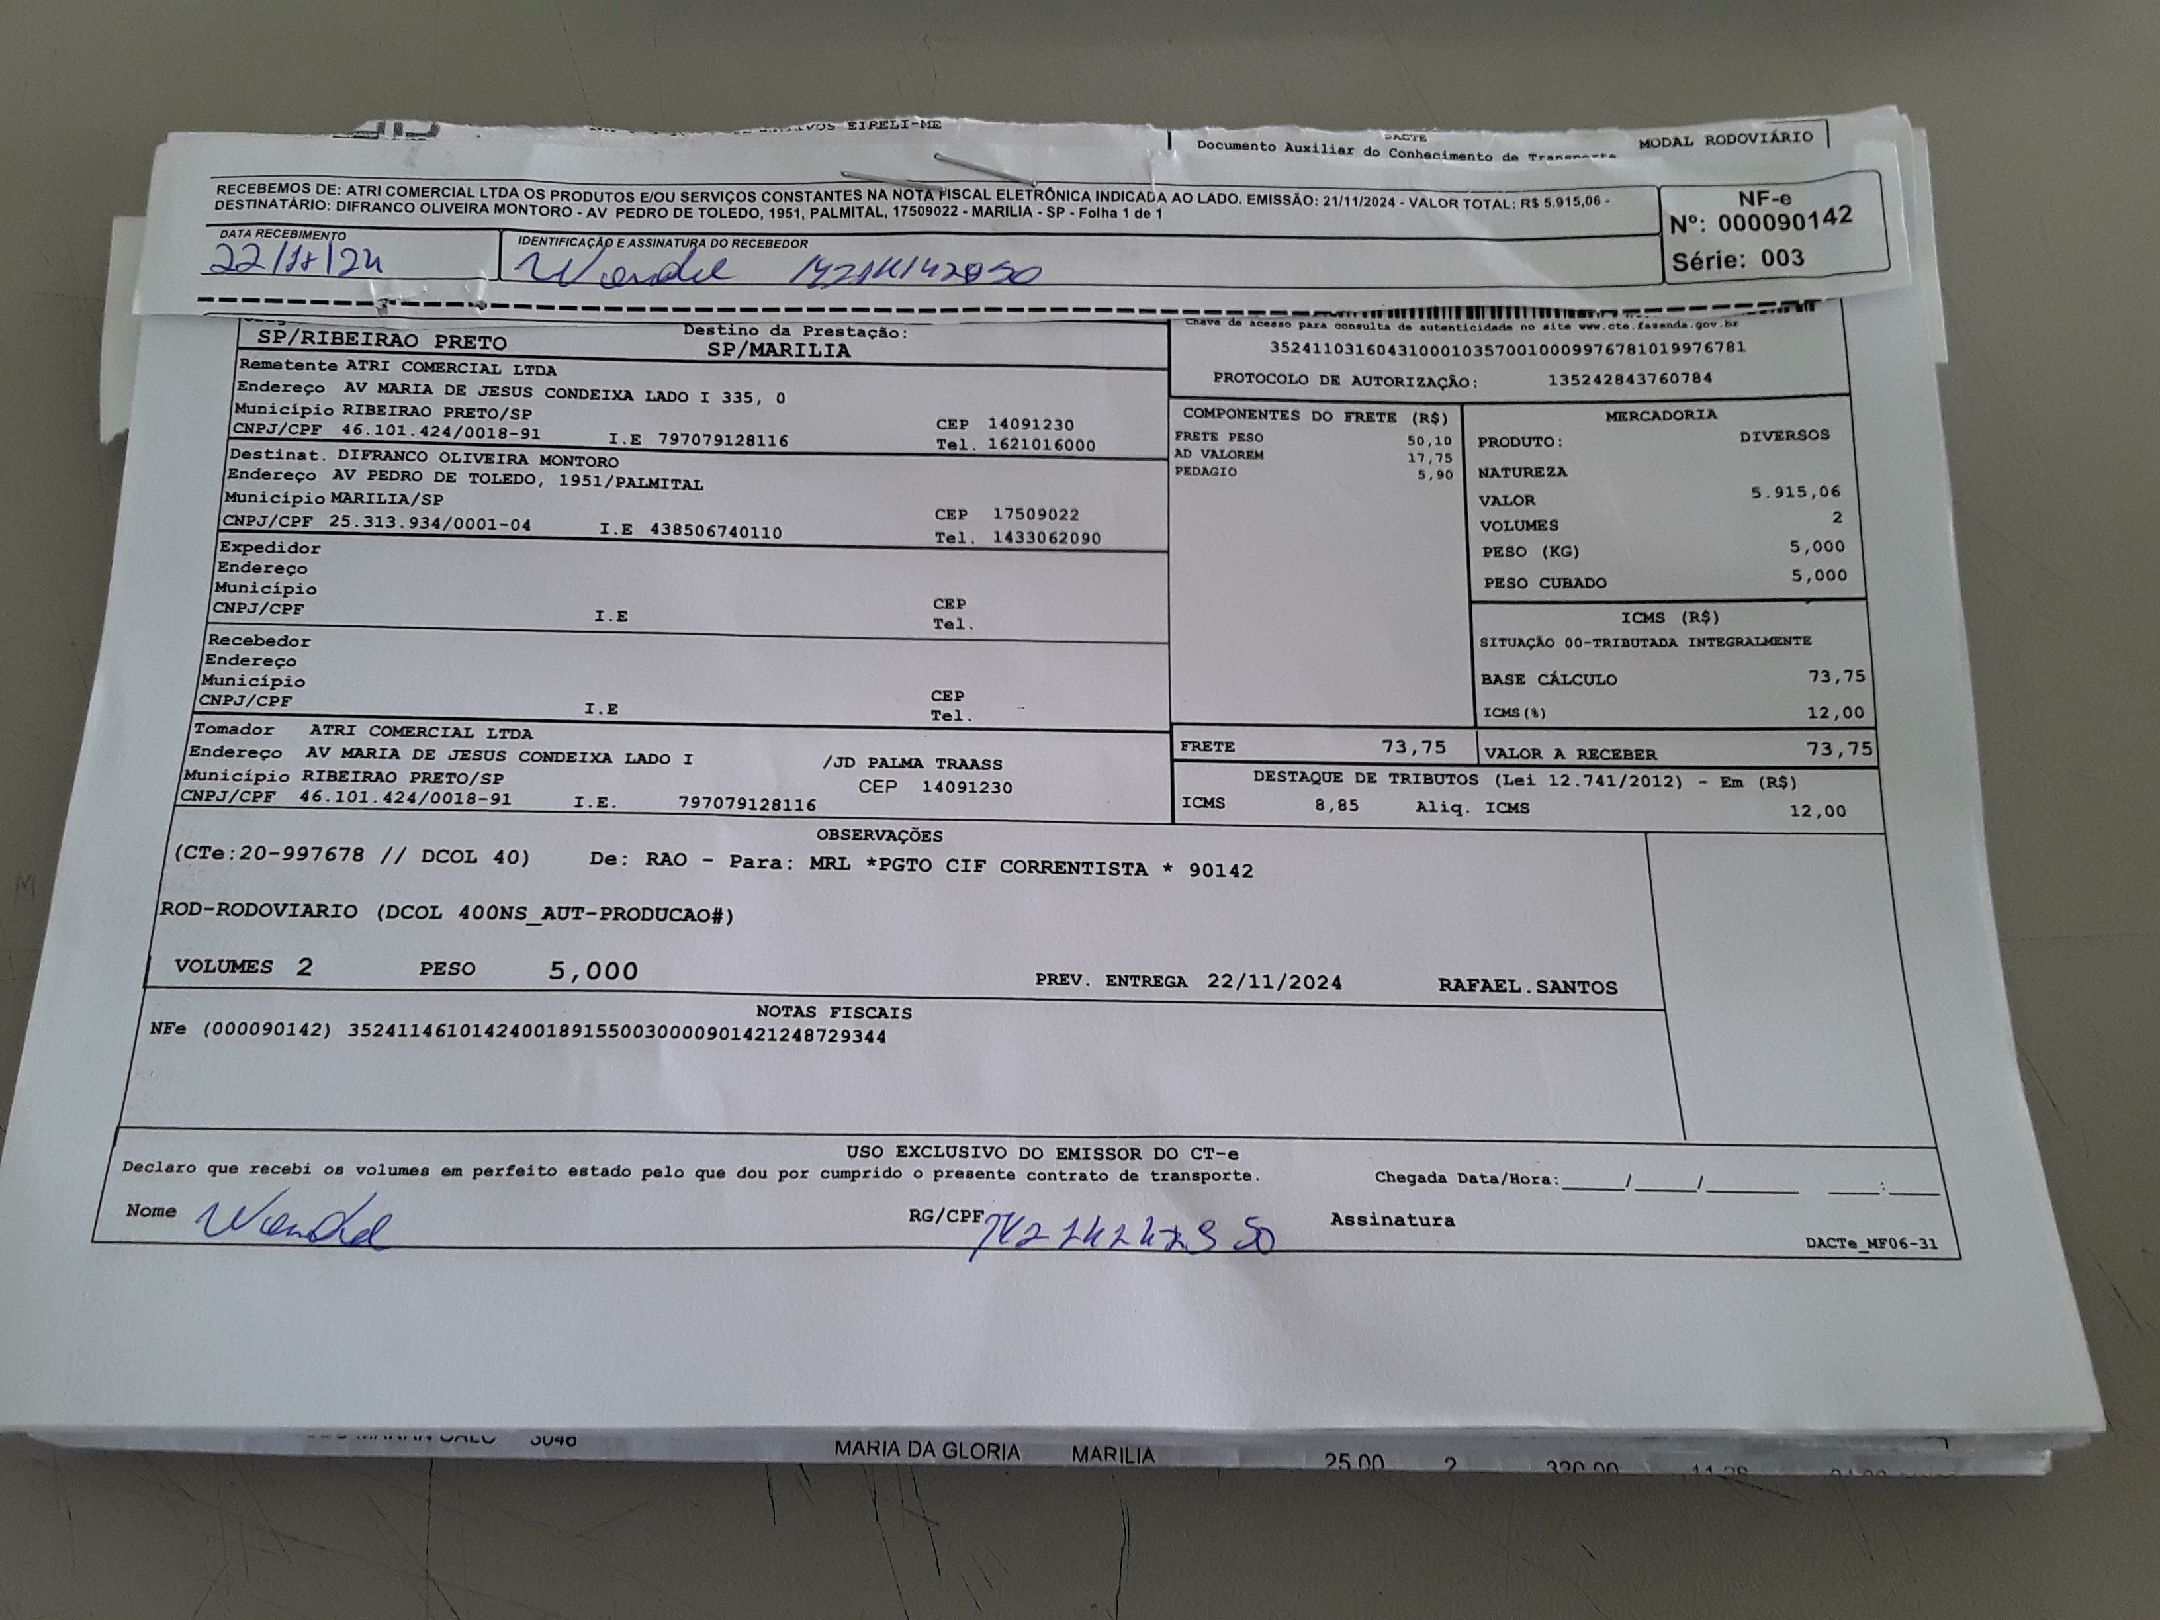 EIRELI-ME
DACTE
MODAL RODOVIÁRIO
Documento Auxiliar do Conhecimento de Transporte
RECEBEMOS DE: ATRI COMERCIAL LTDA OS PRODUTOS E/OU SERVIÇOS CONSTANTES NA NOTA FISCAL ELETRÔNICA INDICADA AO LADO. EMISSÃO: 21/11/2024 - VALOR TOTAL: R$ 5.915,06 -
DESTINATÁRIO: DIFRANCO OLIVEIRA MONTORO - AV PEDRO DE TOLEDO, 1951, PALMITAL, 17509022 - MARILIA - SP - Folha 1 de 1
NF-e
Nº: 000090142
Série: 003
DATA RECEBIMENTO
22/11/24
IDENTIFICAÇÃO E ASSINATURA DO RECEBEDOR
SP/RIBEIRAO PRETO
Destino da Prestação:
SP/MARILIA
Chave de acesso para consulta de autenticidade no site www.cte.fazenda.gov.br
35241103160431000103570010009976781019976781
PROTOCOLO DE AUTORIZAÇÃO: 135242843760784
Remetente ATRI COMERCIAL LTDA
Endereço AV MARIA DE JESUS CONDEIXA LADO I 335, 0
Município RIBEIRAO PRETO/SP CEP 14091230
CNPJ/CPF 46.101.424/0018-91 I.E 797079128116 Tel. 1621016000
Destinat. DIFRANCO OLIVEIRA MONTORO
Endereço AV PEDRO DE TOLEDO, 1951/PALMITAL
Município MARILIA/SP CEP 17509022
CNPJ/CPF 25.313.934/0001-04 I.E 438506740110 Tel. 1433062090
Expedidor
Endereço
Município CEP
CNPJ/CPF I.E Tel.
Recebedor
Endereço
Município CEP
CNPJ/CPF I.E Tel.
Tomador ATRI COMERCIAL LTDA
Endereço AV MARIA DE JESUS CONDEIXA LADO I /JD PALMA TRAASS
Município RIBEIRAO PRETO/SP CEP 14091230
CNPJ/CPF 46.101.424/0018-91 I.E. 797079128116
COMPONENTES DO FRETE (R$)
FRETE PESO 50,10
AD VALOREM 17,75
PEDAGIO 5,90
MERCADORIA
PRODUTO: DIVERSOS
NATUREZA
VALOR 5.915,06
VOLUMES 2
PESO (KG) 5,000
PESO CUBADO 5,000
ICMS (R$)
SITUAÇÃO 00-TRIBUTADA INTEGRALMENTE
BASE CÁLCULO 73,75
ICMS(%) 12,00
FRETE 73,75
VALOR A RECEBER 73,75
DESTAQUE DE TRIBUTOS (Lei 12.741/2012) - Em (R$)
ICMS 8,85 Aliq. ICMS 12,00
OBSERVAÇÕES
(CTe:20-997678 // DCOL 40) De: RAO - Para: MRL *PGTO CIF CORRENTISTA * 90142
ROD-RODOVIARIO (DCOL 400NS_AUT-PRODUCAO#)
VOLUMES 2 PESO 5,000 PREV. ENTREGA 22/11/2024 RAFAEL.SANTOS
NOTAS FISCAIS
NFe (000090142) 35241146101424001891550030000901421248729344
USO EXCLUSIVO DO EMISSOR DO CT-e
Declaro que recebi os volumes em perfeito estado pelo que dou por cumprido o presente contrato de transporte. Chegada Data/Hora:____/____/______ ___:___
Nome RG/CPF Assinatura
DACTe_MF06-31
3046 MARIA DA GLORIA MARILIA 25,00 2 320,00